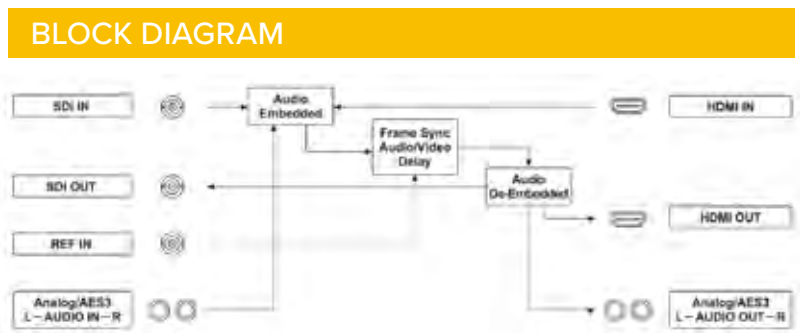 BLOCK DIAGRAM
SDI IN
Audio
Embedded
HDMI IN
Frame Sync
Audio/Video
Delay
SDI OUT
Audio
De-Embedded
HDMI OUT
REF IN
Analog/AES3
L－AUDIO IN－R
Analog/AES3
L－AUDIO OUT－R